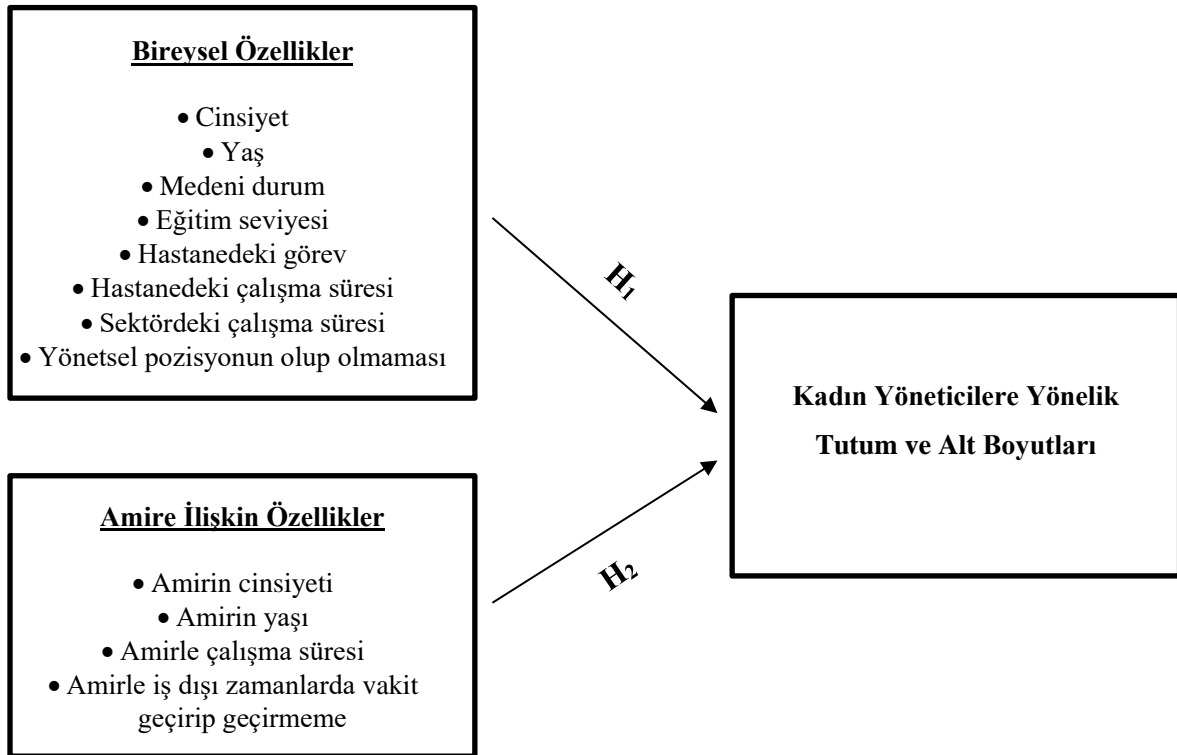 Bireysel Özellikler
• Cinsiyet
• Yaş
• Medeni durum
• Eğitim seviyesi
• Hastanedeki görev
• Hastanedeki çalışma süresi
• Sektördeki çalışma süresi
• Yönetsel pozisyonun olup olmaması
H₁
Kadın Yöneticilere Yönelik
Tutum ve Alt Boyutları
Amire İlişkin Özellikler
• Amirin cinsiyeti
• Amirin yaşı
• Amirle çalışma süresi
• Amirle iş dışı zamanlarda vakit
geçirip geçirmeme
H₂